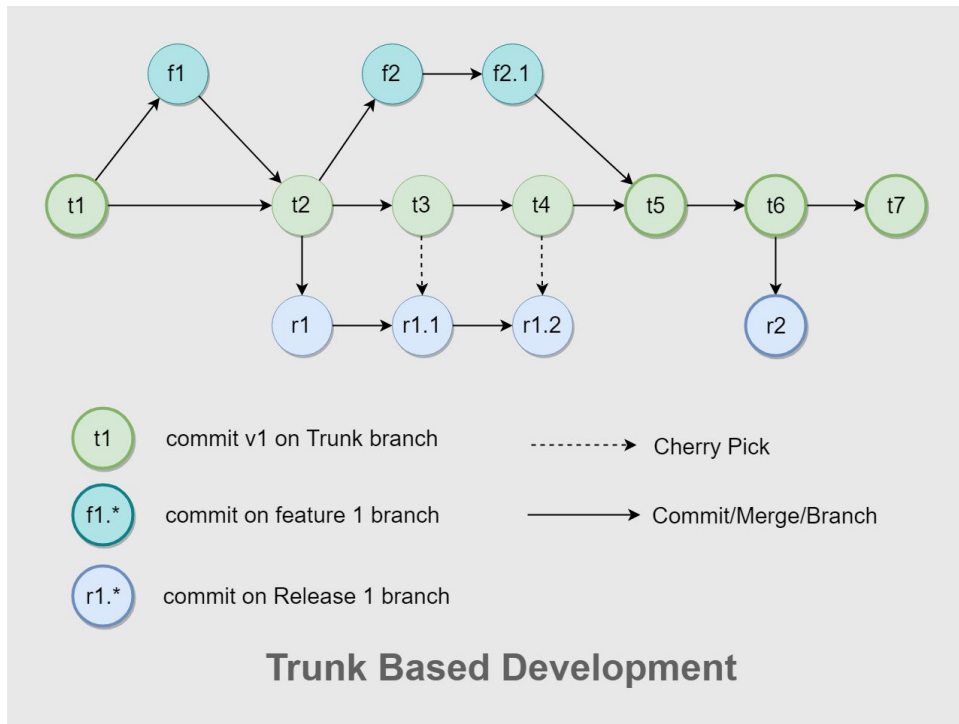 f1
f2
f2.1
t1
t2
t3
t4
t5
t6
t7
r1
r1.1
r1.2
r2
t1
commit v1 on Trunk branch
Cherry Pick
f1.*
commit on feature 1 branch
Commit/Merge/Branch
r1.*
commit on Release 1 branch
Trunk Based Development